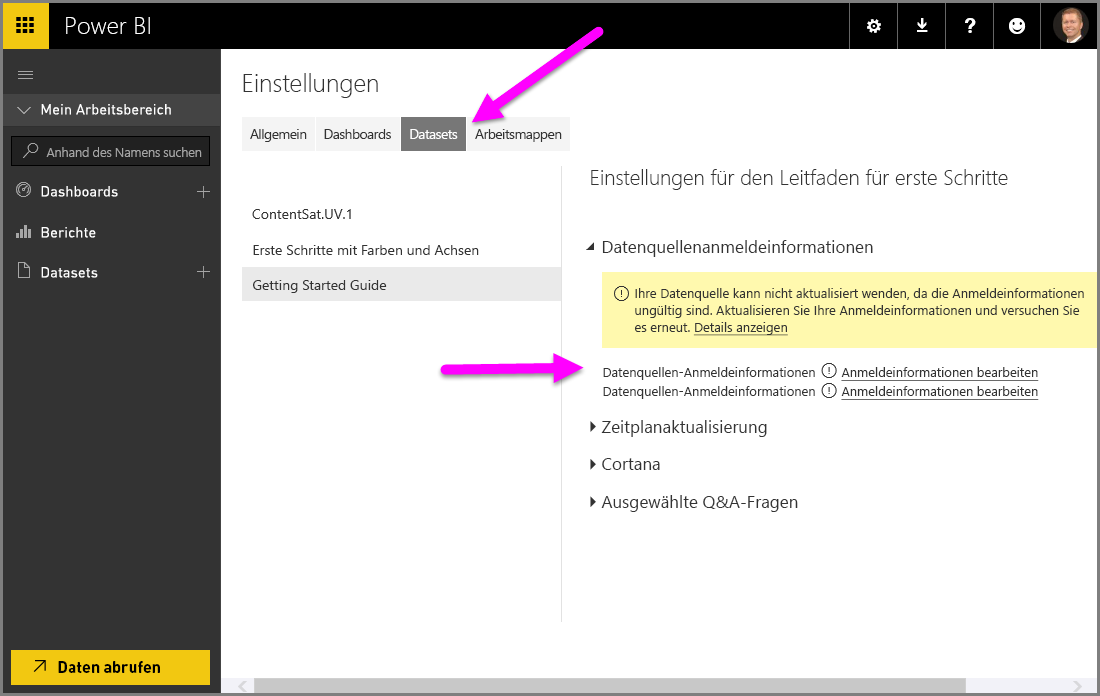 Power BI
?
Mein Arbeitsbereich
Anhand des Namens suchen
Dashboards
Berichte
Datasets
Daten abrufen
Einstellungen
Allgemein Dashboards Datasets Arbeitsmappen
ContentSat.UV.1
Erste Schritte mit Farben und Achsen
Getting Started Guide
Einstellungen für den Leitfaden für erste Schritte
Datenquellenanmeldeinformationen
Ihre Datenquelle kann nicht aktualisiert wenden, da die Anmeldeinformationen
ungültig sind. Aktualisieren Sie Ihre Anmeldeinformationen und versuchen Sie
es erneut. Details anzeigen
Datenquellen-Anmeldeinformationen Anmeldeinformationen bearbeiten
Datenquellen-Anmeldeinformationen Anmeldeinformationen bearbeiten
Zeitplanaktualisierung
Cortana
Ausgewählte Q&A-Fragen